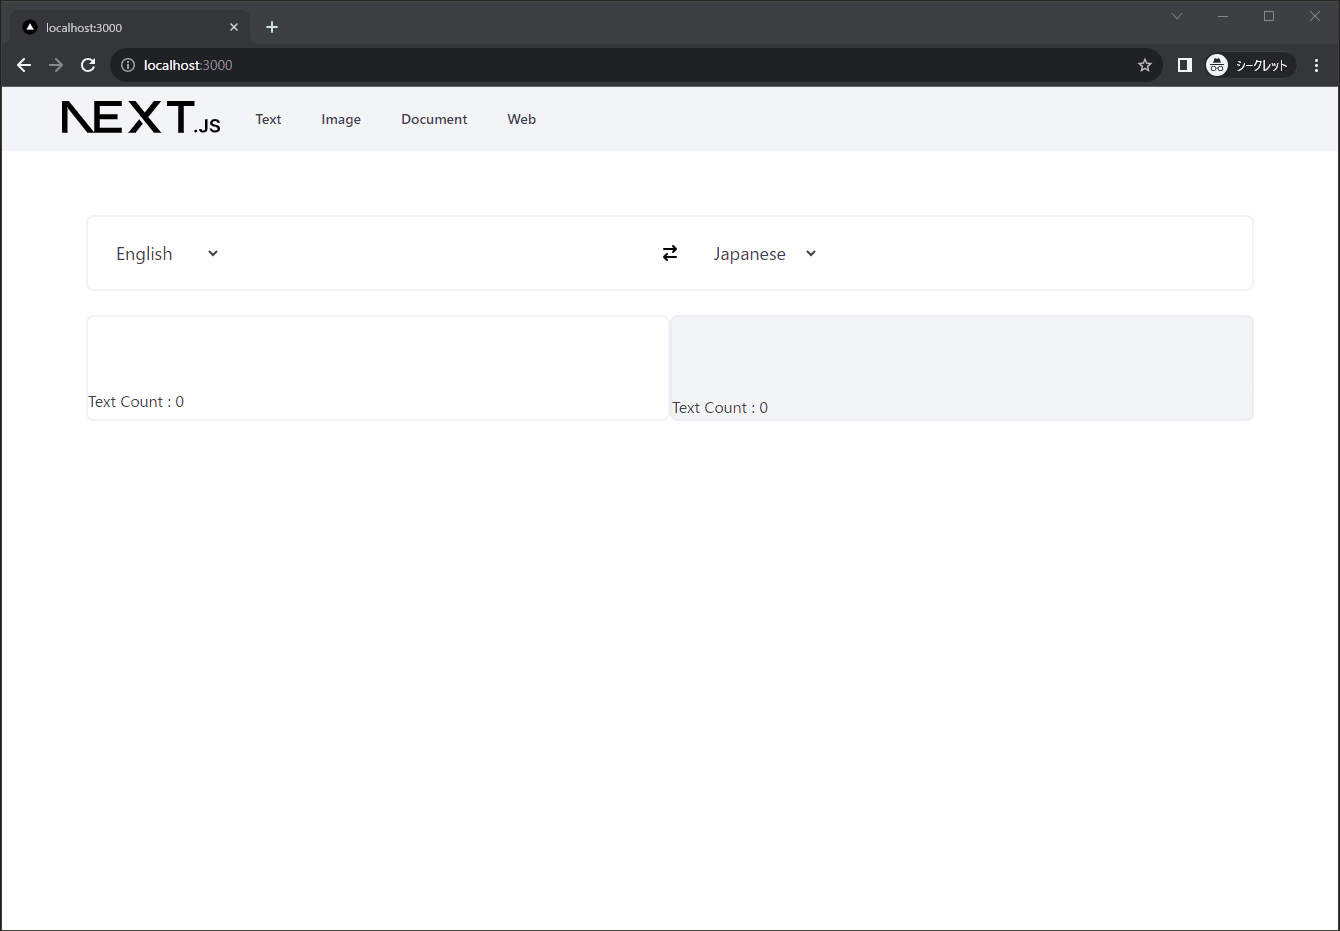 localhost:3000
localhost:3000
シークレット
NEXT.JS Text Image Document Web
English Japanese
Text Count : 0
Text Count : 0